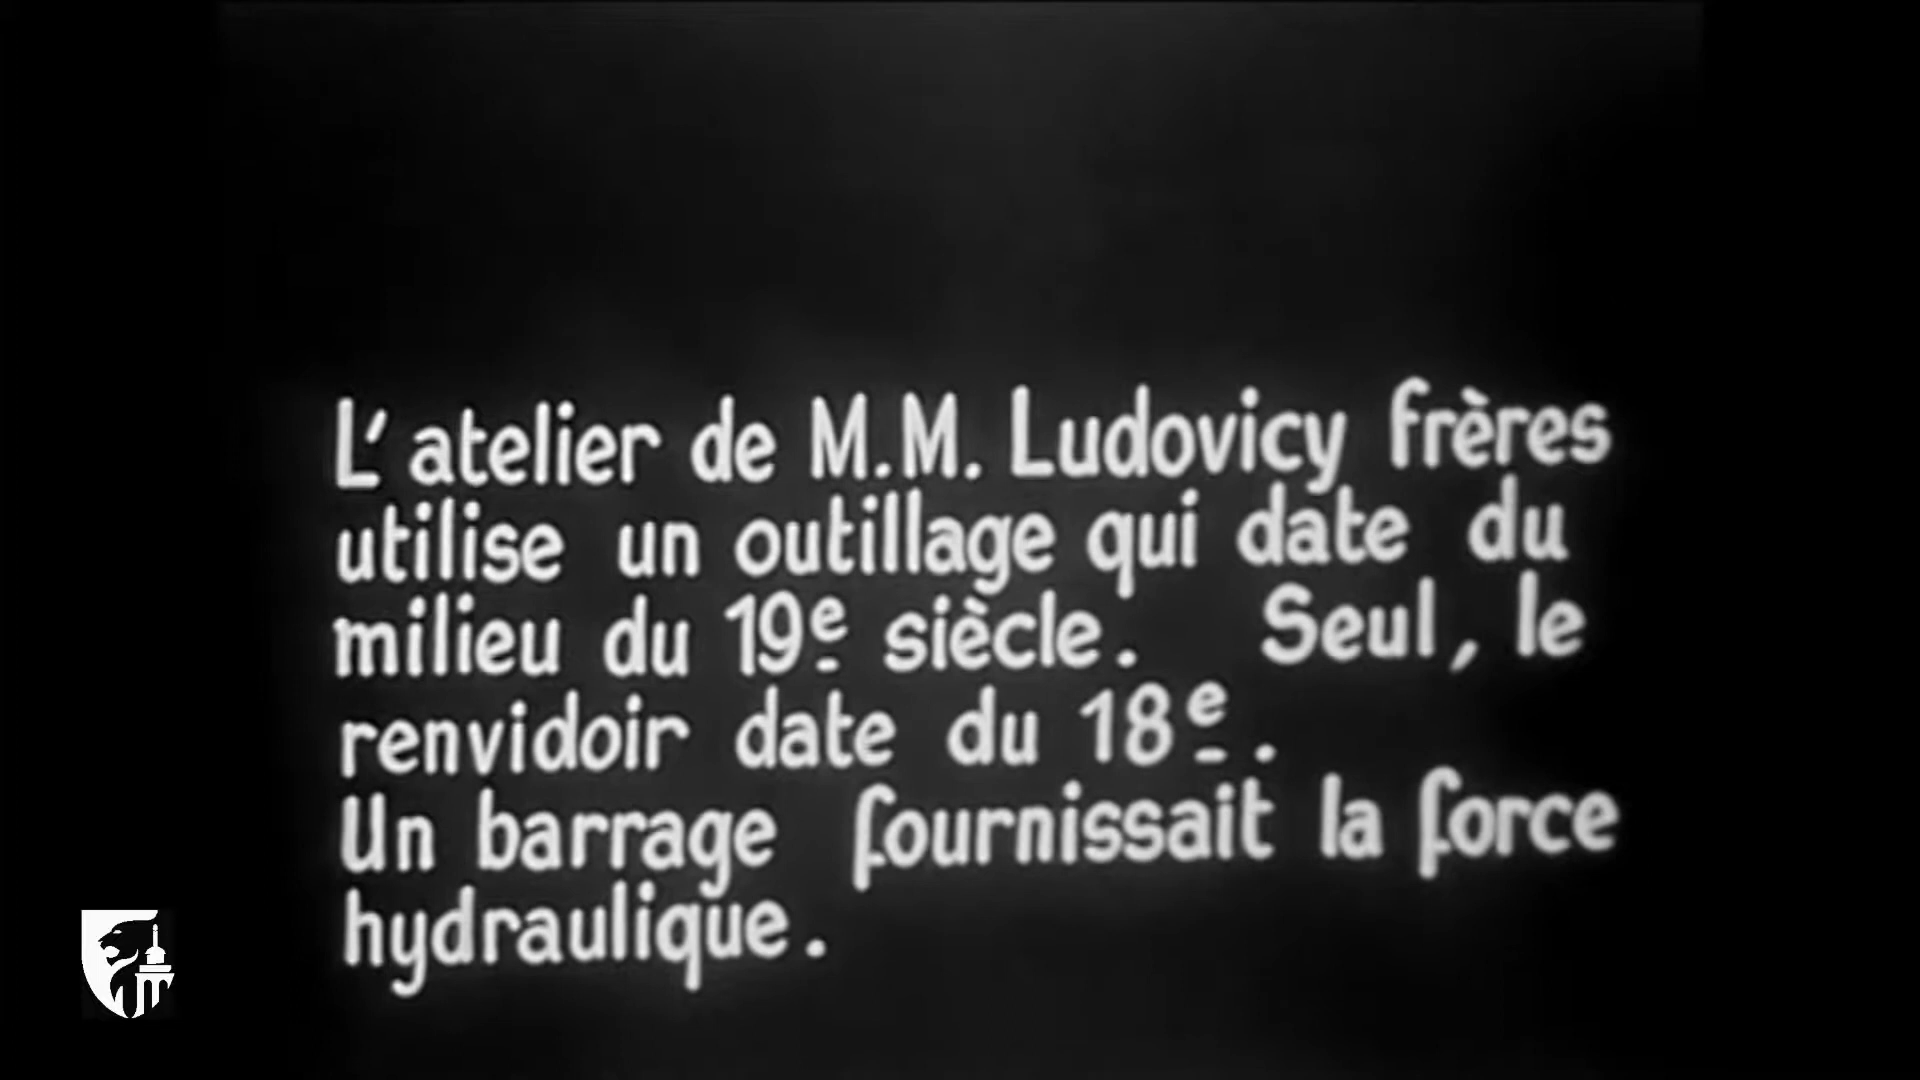 L'atelier de M.M. Ludovicy frères
utilise un outillage qui date du
milieu du 19e siècle. Seul, le
renvidoir date du 18e.
Un barrage fournissait la force
hydraulique.